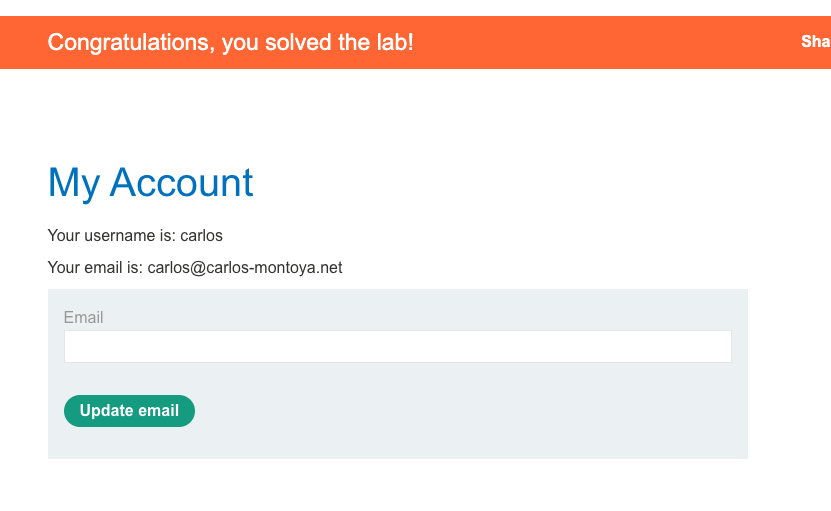 Congratulations, you solved the lab!
Sha
My Account
Your username is: carlos
Your email is: carlos@carlos-montoya.net
Email
Update email